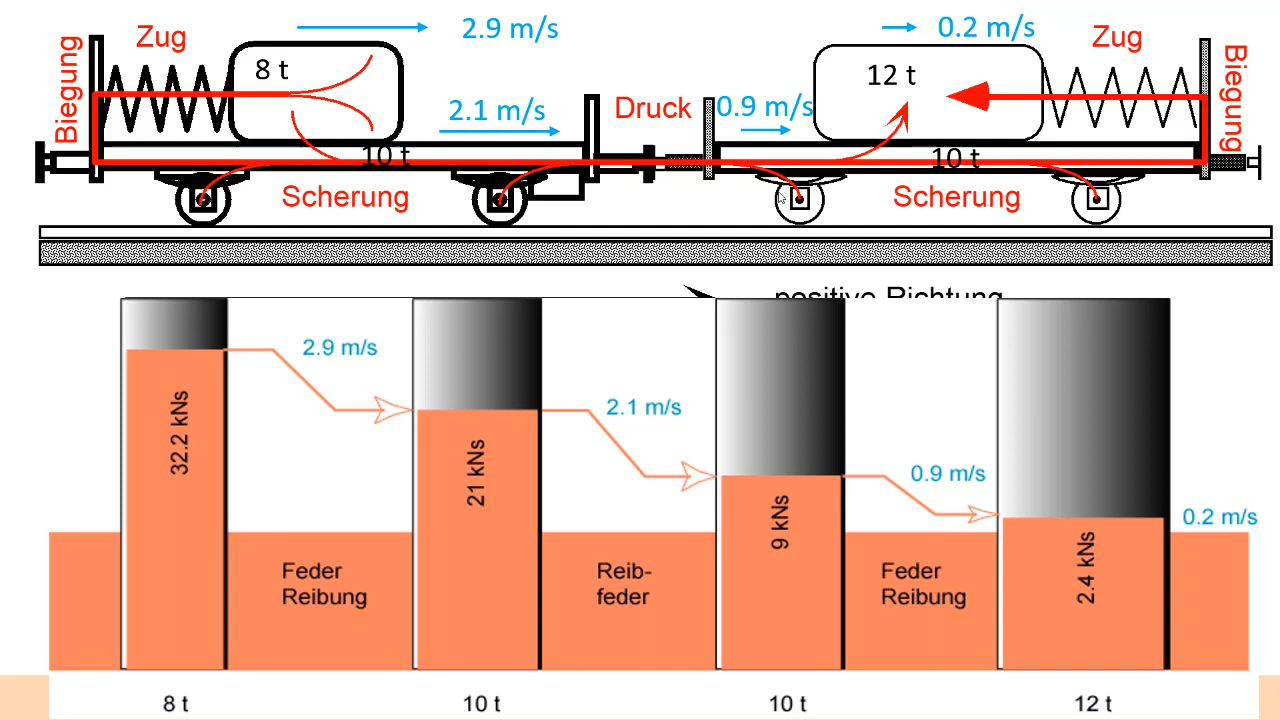 Zug
2.9 m/s
0.2 m/s
Zug
Biegung
8 t
12 t
Biegung
2.1 m/s
Druck
0.9 m/s
10 t
10 t
Scherung
Scherung
positive Richtung
2.9 m/s
2.1 m/s
0.9 m/s
0.2 m/s
32.2 kNs
21 kNs
9 kNs
2.4 kNs
Feder
Reibung
Reib-
feder
Feder
Reibung
8 t
10 t
10 t
12 t